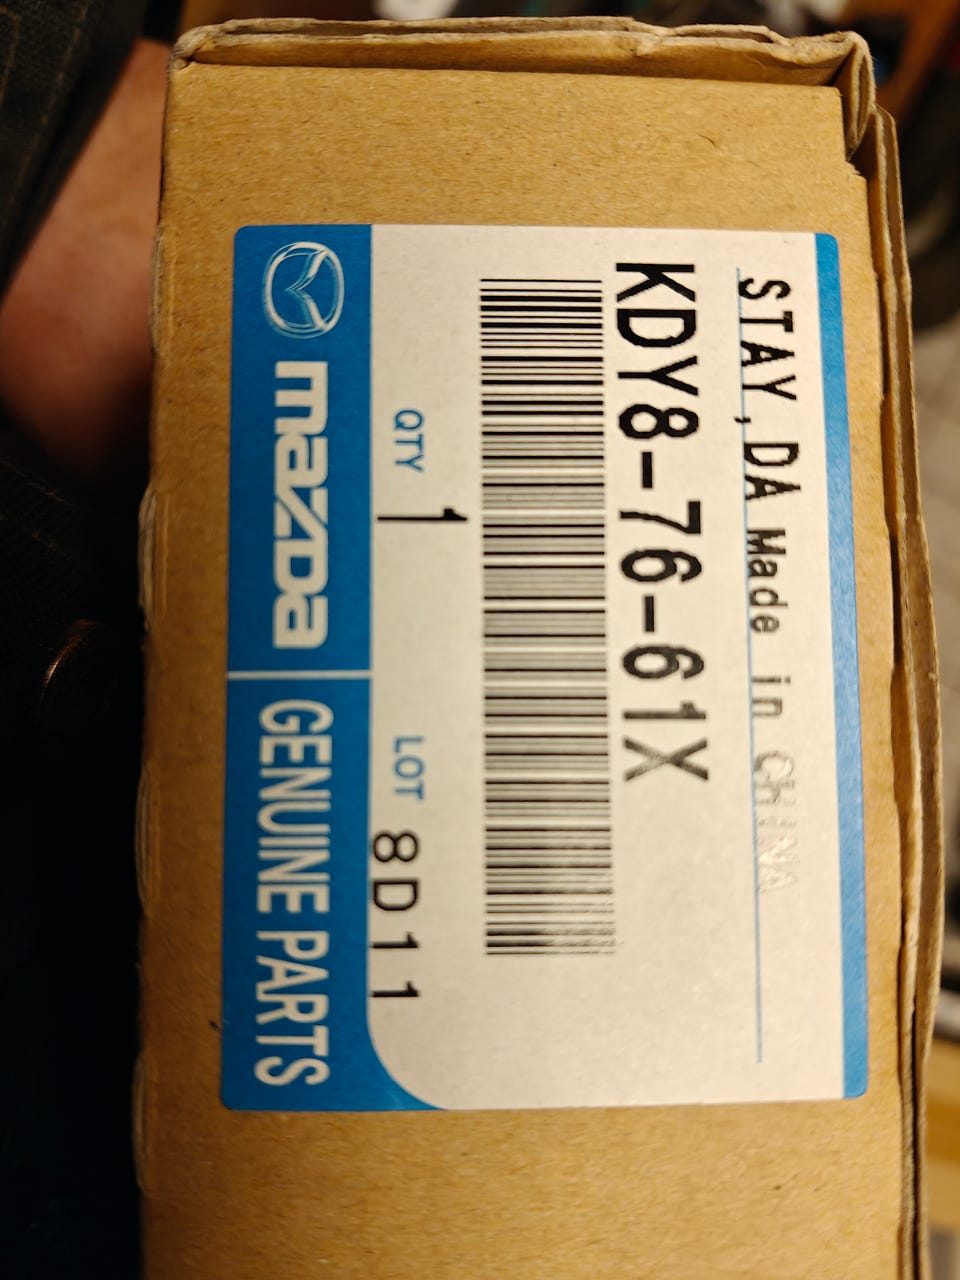 STAY, DA Made in CHINA
KDY8-76-61X
QTY 1 LOT 8D11
mazda GENUINE PARTS